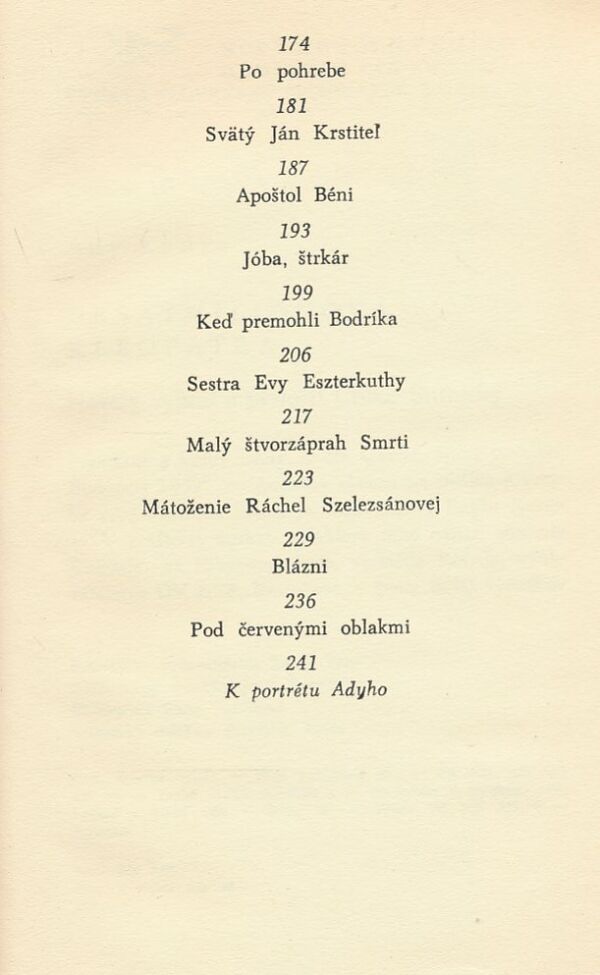 174
Po pohrebe
181
Svätý Ján Krstiteľ
187
Apoštol Béni
193
Jóba, štrkár
199
Keď premohli Bodríka
206
Sestra Evy Eszterkuthy
217
Malý štvorzáprah Smrti
223
Mátoženie Ráchel Szelezsánovej
229
Blázni
236
Pod červenými oblakmi
241
K portrétu Adyho